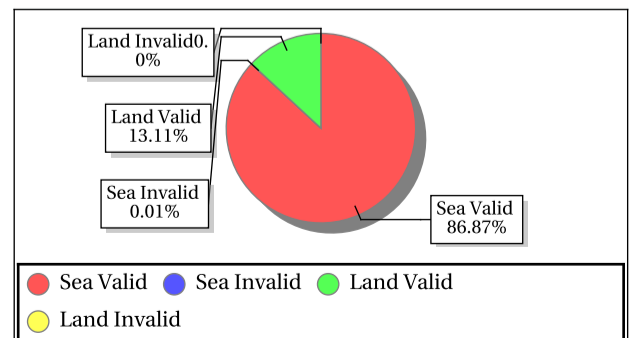 Land Invalid0.
0%
Land Valid
13.11%
Sea Invalid
0.01%
Sea Valid
86.87%
Sea Valid Sea Invalid Land Valid
Land Invalid